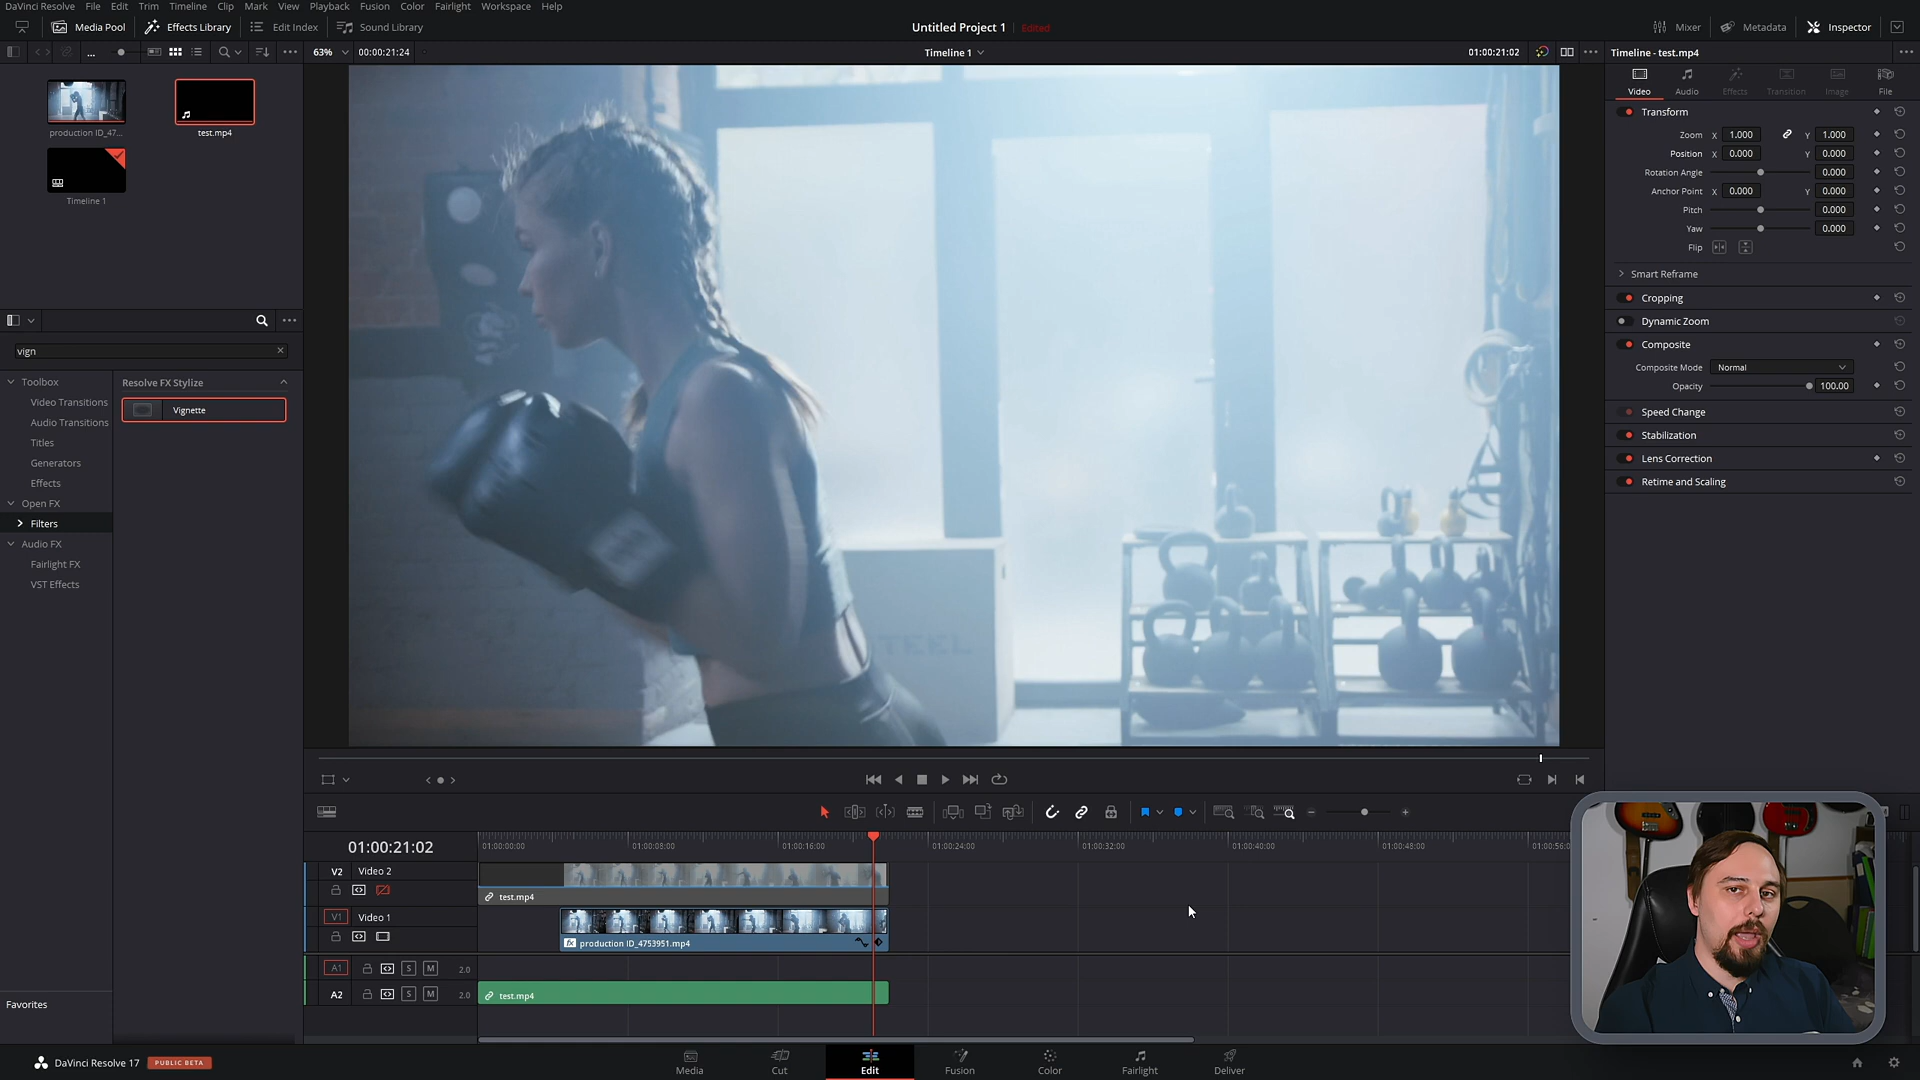 DaVinci Resolve File Edit Trim Timeline Clip Mark View Playback Fusion Color Fairlight Workspace Help
Media Pool Effects Library Edit Index Sound Library Untitled Project 1 Edited Mixer Metadata Inspector
... 63% 00:00:21:24 Timeline 1 01:00:21:02 Timeline - test.mp4
Video Audio Effects Transition Image File
production ID_47... test.mp4
Timeline 1
Transform
Zoom X 1.000 Y 1.000
Position X 0.000 Y 0.000
Rotation Angle 0.000
Anchor Point X 0.000 Y 0.000
Pitch 0.000
Yaw 0.000
Flip
Smart Reframe
Cropping
Dynamic Zoom
Composite
Composite Mode Normal
Opacity 100.00
Speed Change
Stabilization
Lens Correction
Retime and Scaling
vign
Toolbox
Video Transitions
Audio Transitions
Titles
Generators
Effects
Open FX
Filters
Audio FX
Fairlight FX
VST Effects
Favorites
Resolve FX Stylize
Vignette
STEEL
01:00:21:02 01:00:00:00 01:00:08:00 01:00:16:00 01:00:24:00 01:00:32:00 01:00:40:00 01:00:48:00 01:00:56:0
V2 Video 2
test.mp4
V1 Video 1
production ID_4753951.mp4
A1 S M 2.0
A2 S M 2.0 test.mp4
DaVinci Resolve 17 PUBLIC BETA
Media Cut Edit Fusion Color Fairlight Deliver